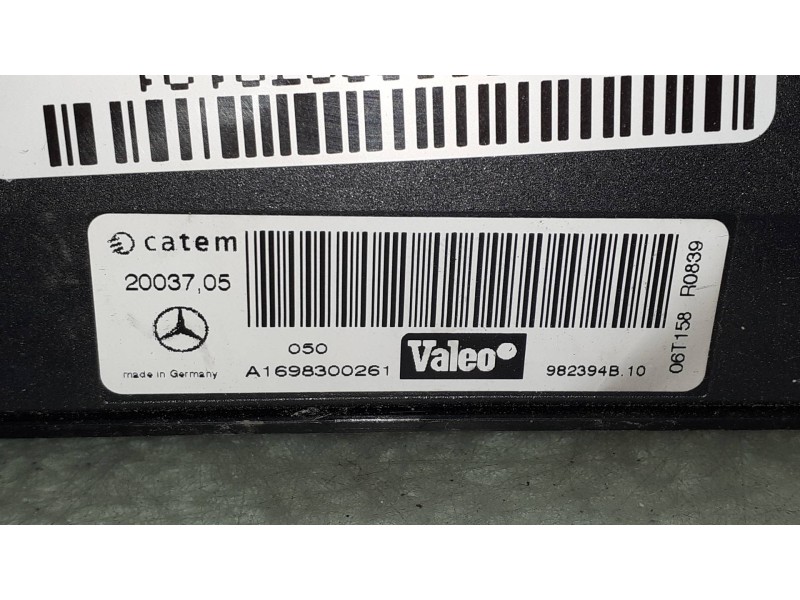 catem
20037,05
made in Germany
050
A1698300261
Valeo
982394B.10
06T158 R0839